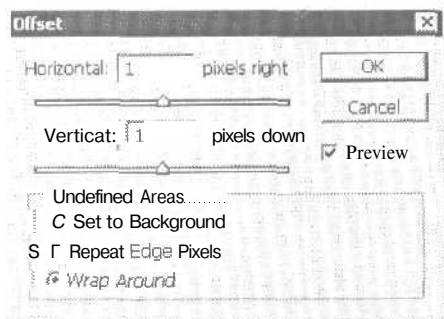 Offset
Horizontal: 1 pixels right
OK
Cancel
Verticat: 1 pixels down
Preview
Undefined Areas
C Set to Background
S Γ Repeat Edge Pixels
Wrap Around